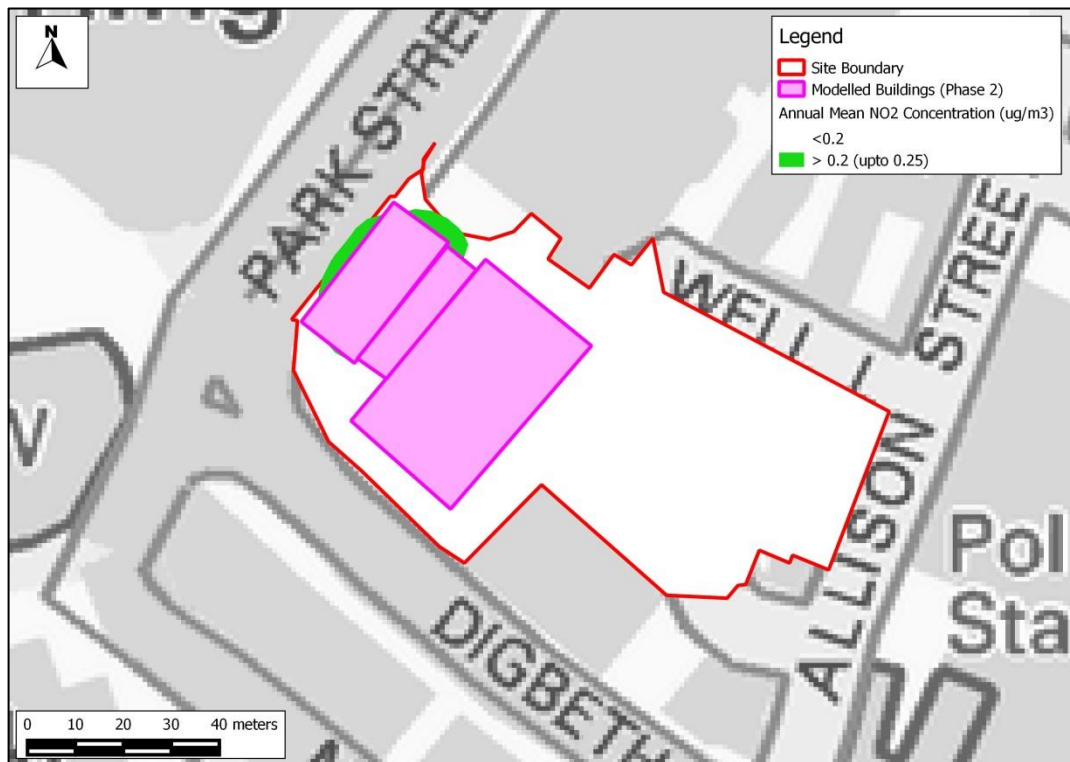 N
PARK STREE
Legend
Site Boundary
Modelled Buildings (Phase 2)
Annual Mean NO2 Concentration (ug/m3)
<0.2
> 0.2 (upto 0.25)
WELL L
ALLISON STREE
Pol
Sta
DIGBETH
0 10 20 30 40 meters